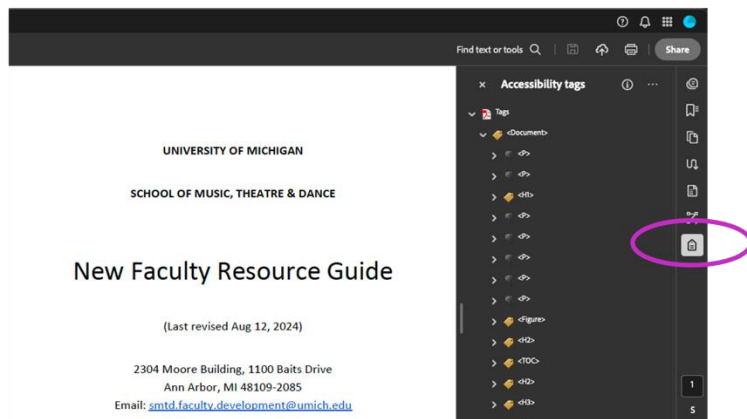 Find text or tools
Share
Accessibility tags
Tags
<Document>
<P>
<P>
<H1>
<P>
<P>
<P>
<P>
<P>
<Figure>
<H2>
<TOC>
<H2>
<H3>
1
5
UNIVERSITY OF MICHIGAN
SCHOOL OF MUSIC, THEATRE & DANCE
New Faculty Resource Guide
(Last revised Aug 12, 2024)
2304 Moore Building, 1100 Baits Drive
Ann Arbor, MI 48109-2085
Email: smtd.faculty.development@umich.edu